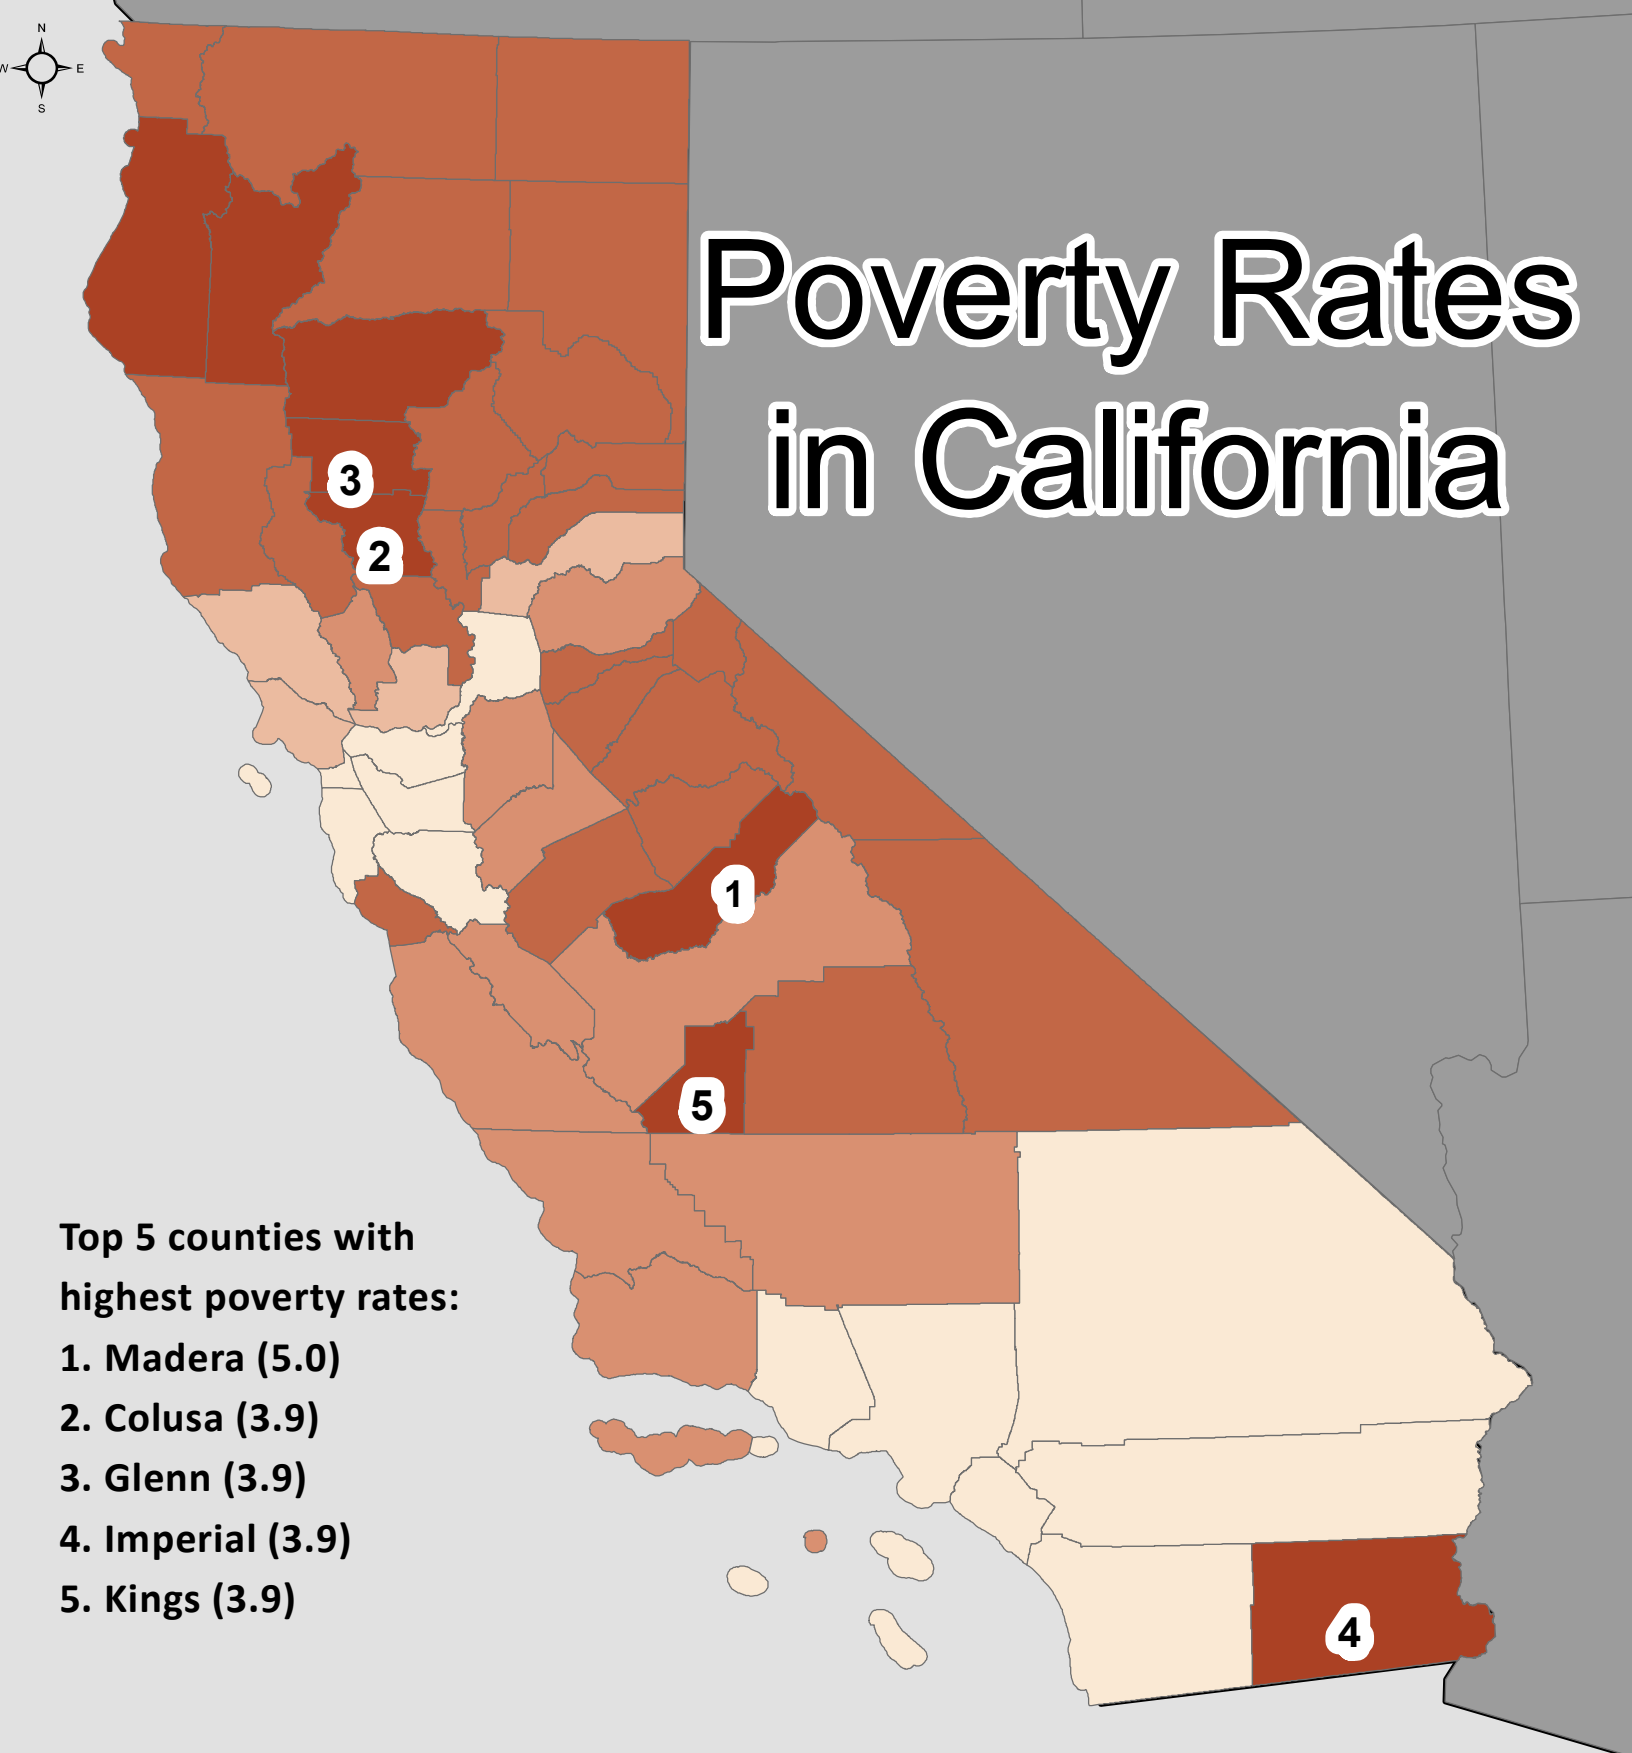 N
W E
S
Poverty Rates
in California
3
2
1
5
Top 5 counties with
highest poverty rates:
1. Madera (5.0)
2. Colusa (3.9)
3. Glenn (3.9)
4. Imperial (3.9)
5. Kings (3.9)
4